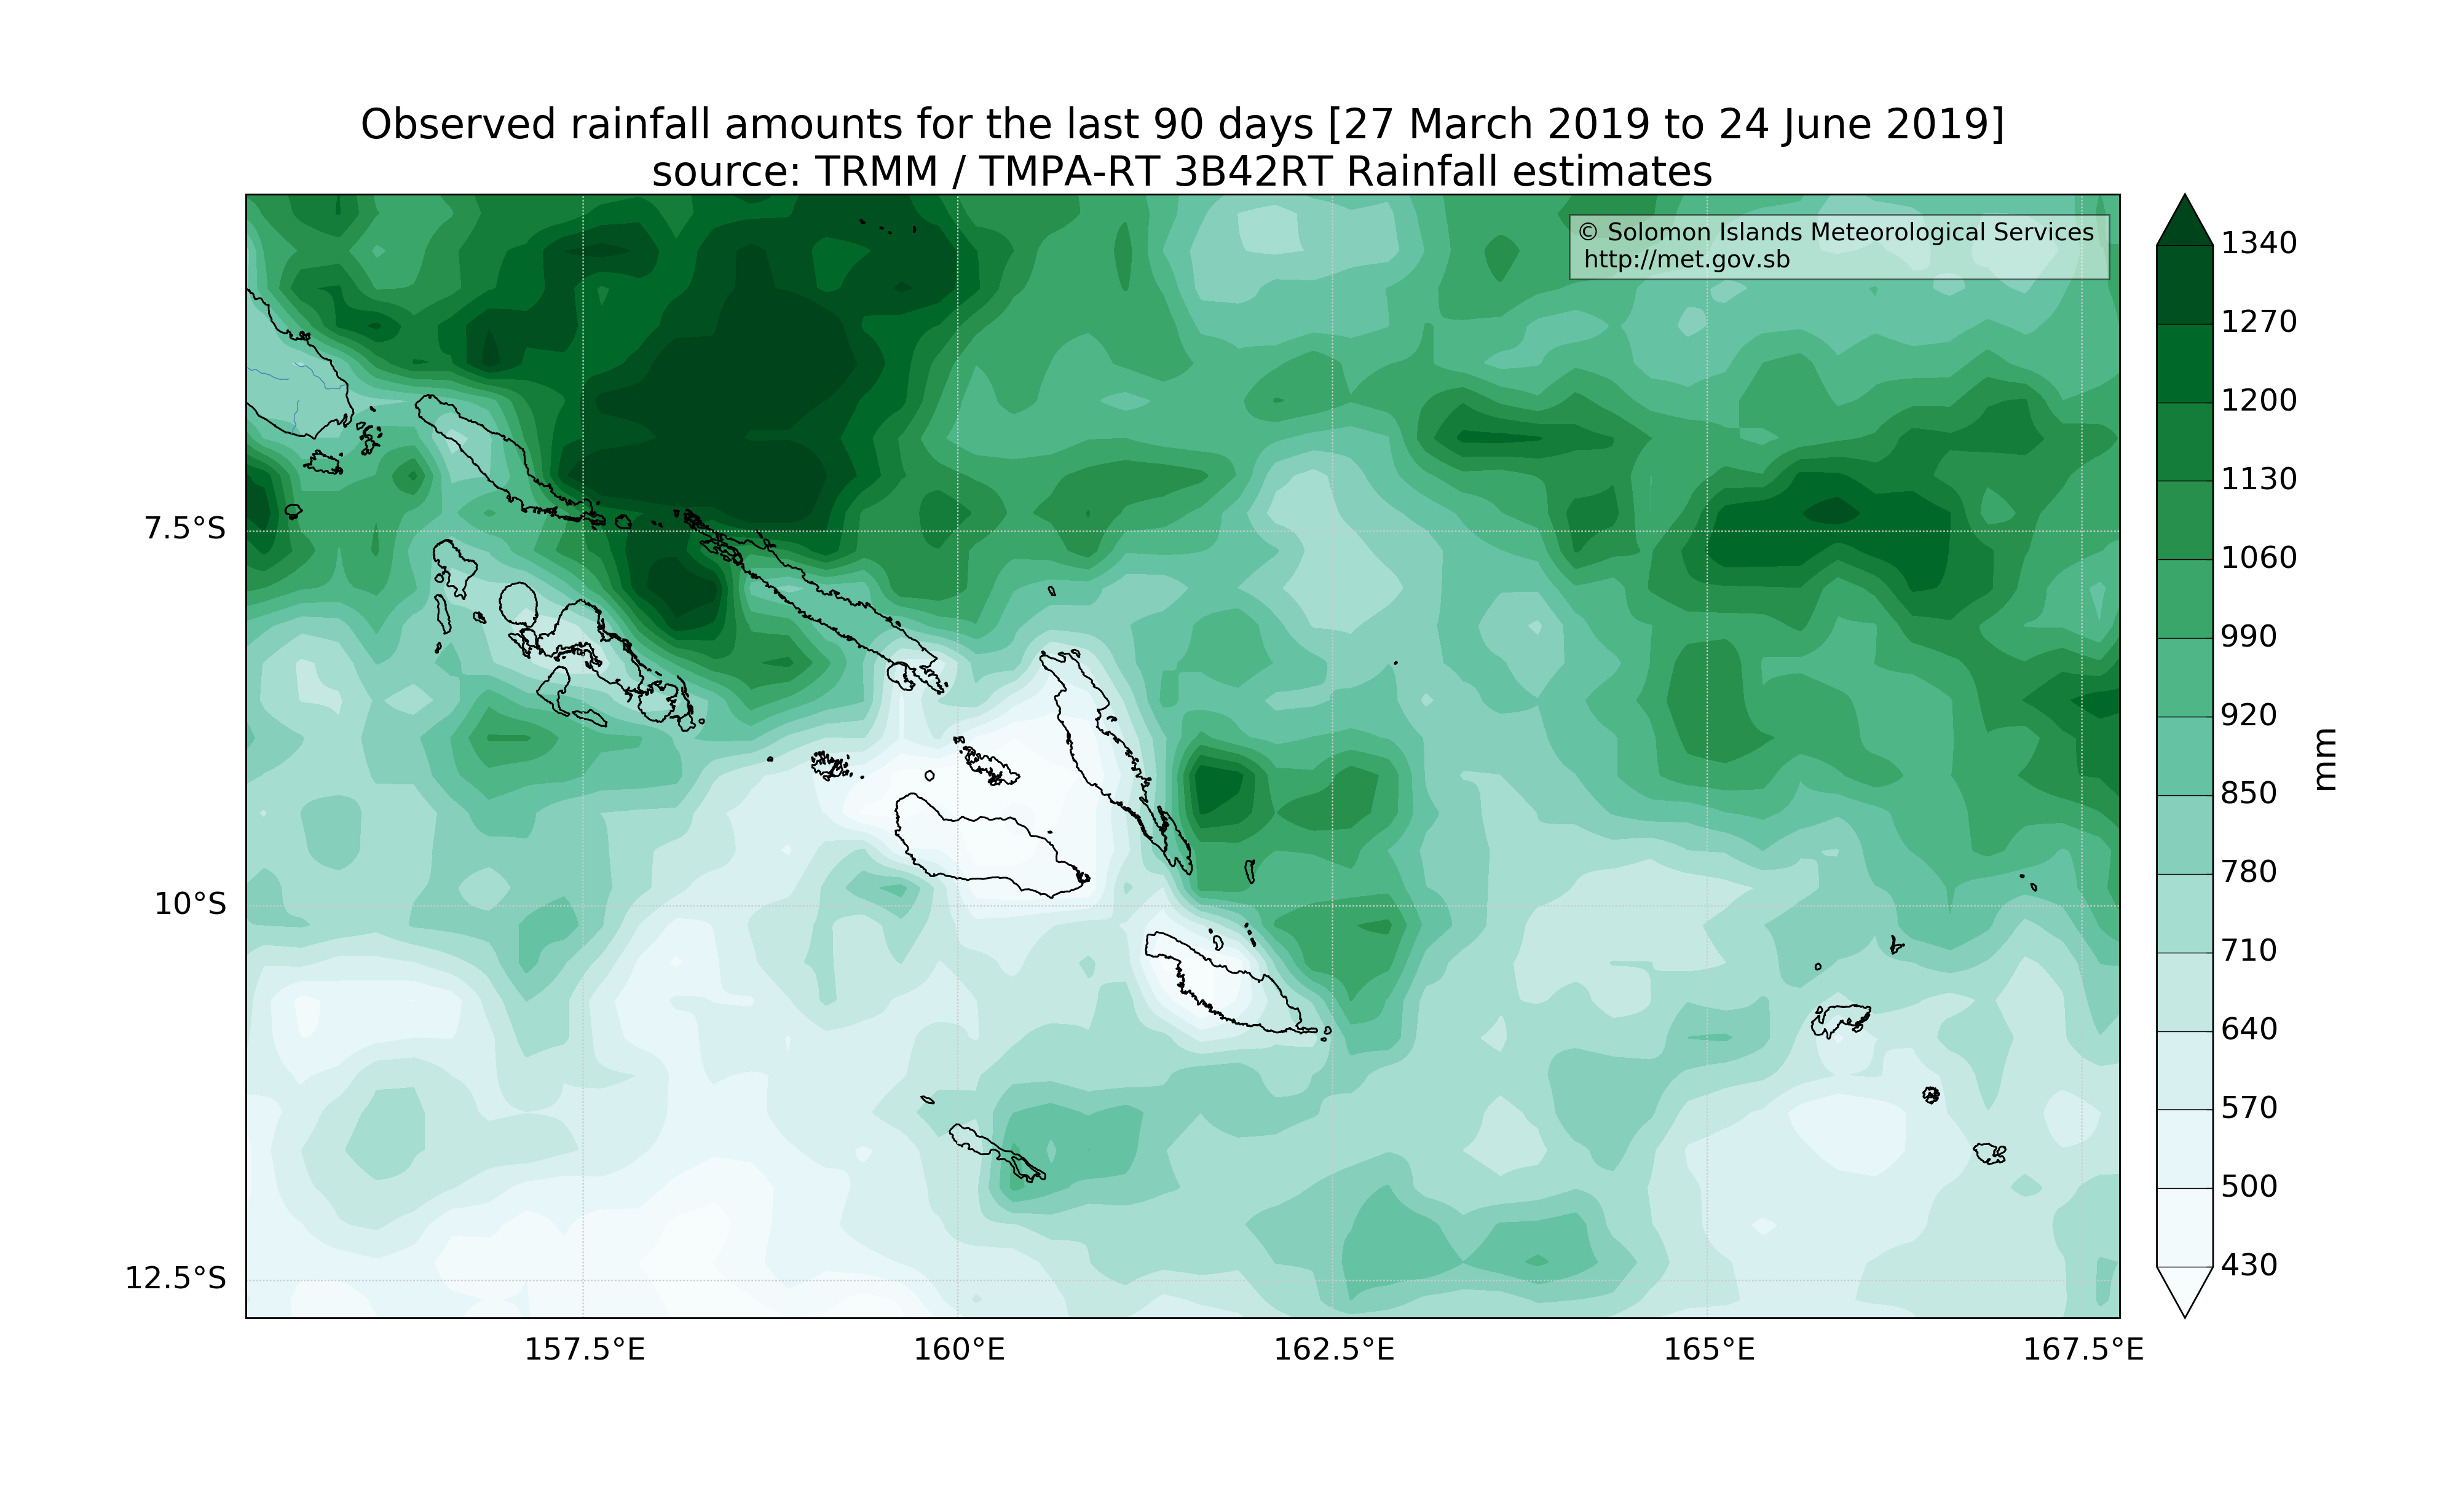 Observed rainfall amounts for the last 90 days [27 March 2019 to 24 June 2019]
source: TRMM / TMPA-RT 3B42RT Rainfall estimates
© Solomon Islands Meteorological Services
http://met.gov.sb
7.5°S
10°S
12.5°S
157.5°E
160°E
162.5°E
165°E
167.5°E
1340
1270
1200
1130
1060
990
920
850
780
710
640
570
500
430
mm